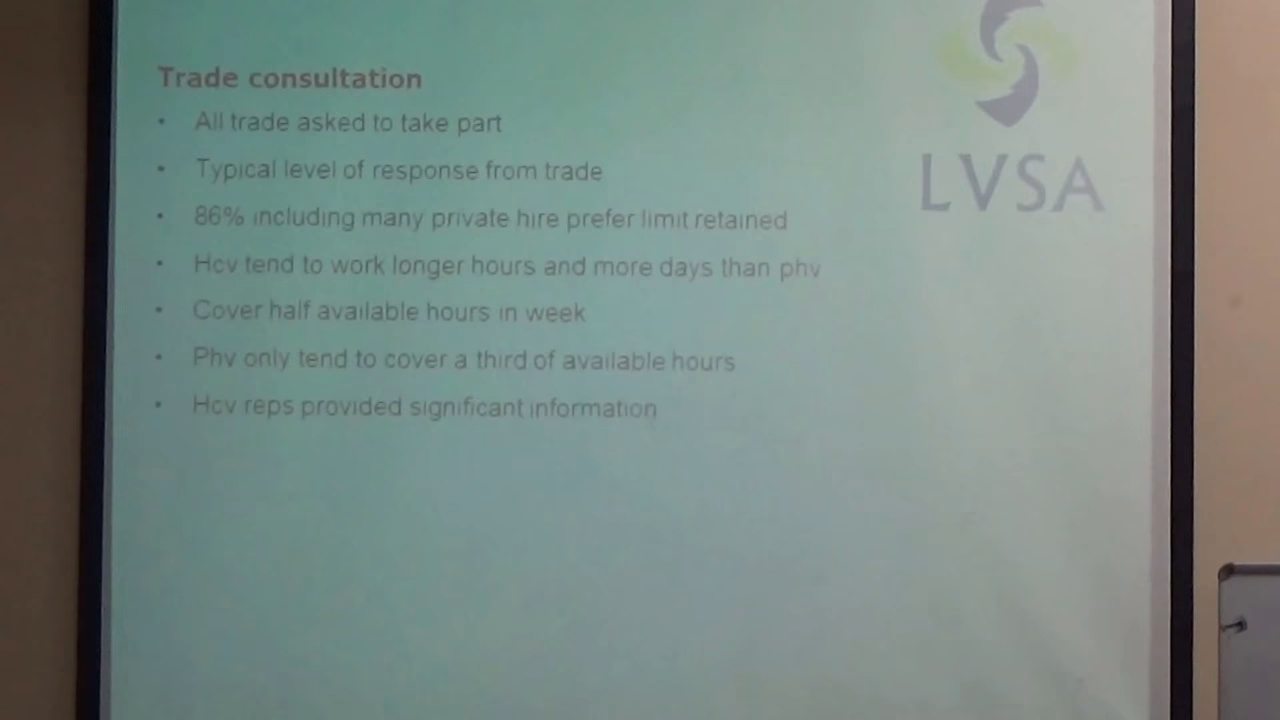 Trade consultation
• All trade asked to take part
• Typical level of response from trade
• 86% including many private hire prefer limit retained
• Hcv tend to work longer hours and more days than phv
• Cover half available hours in week
• Phv only tend to cover a third of available hours
• Hcv reps provided significant information
LVSA